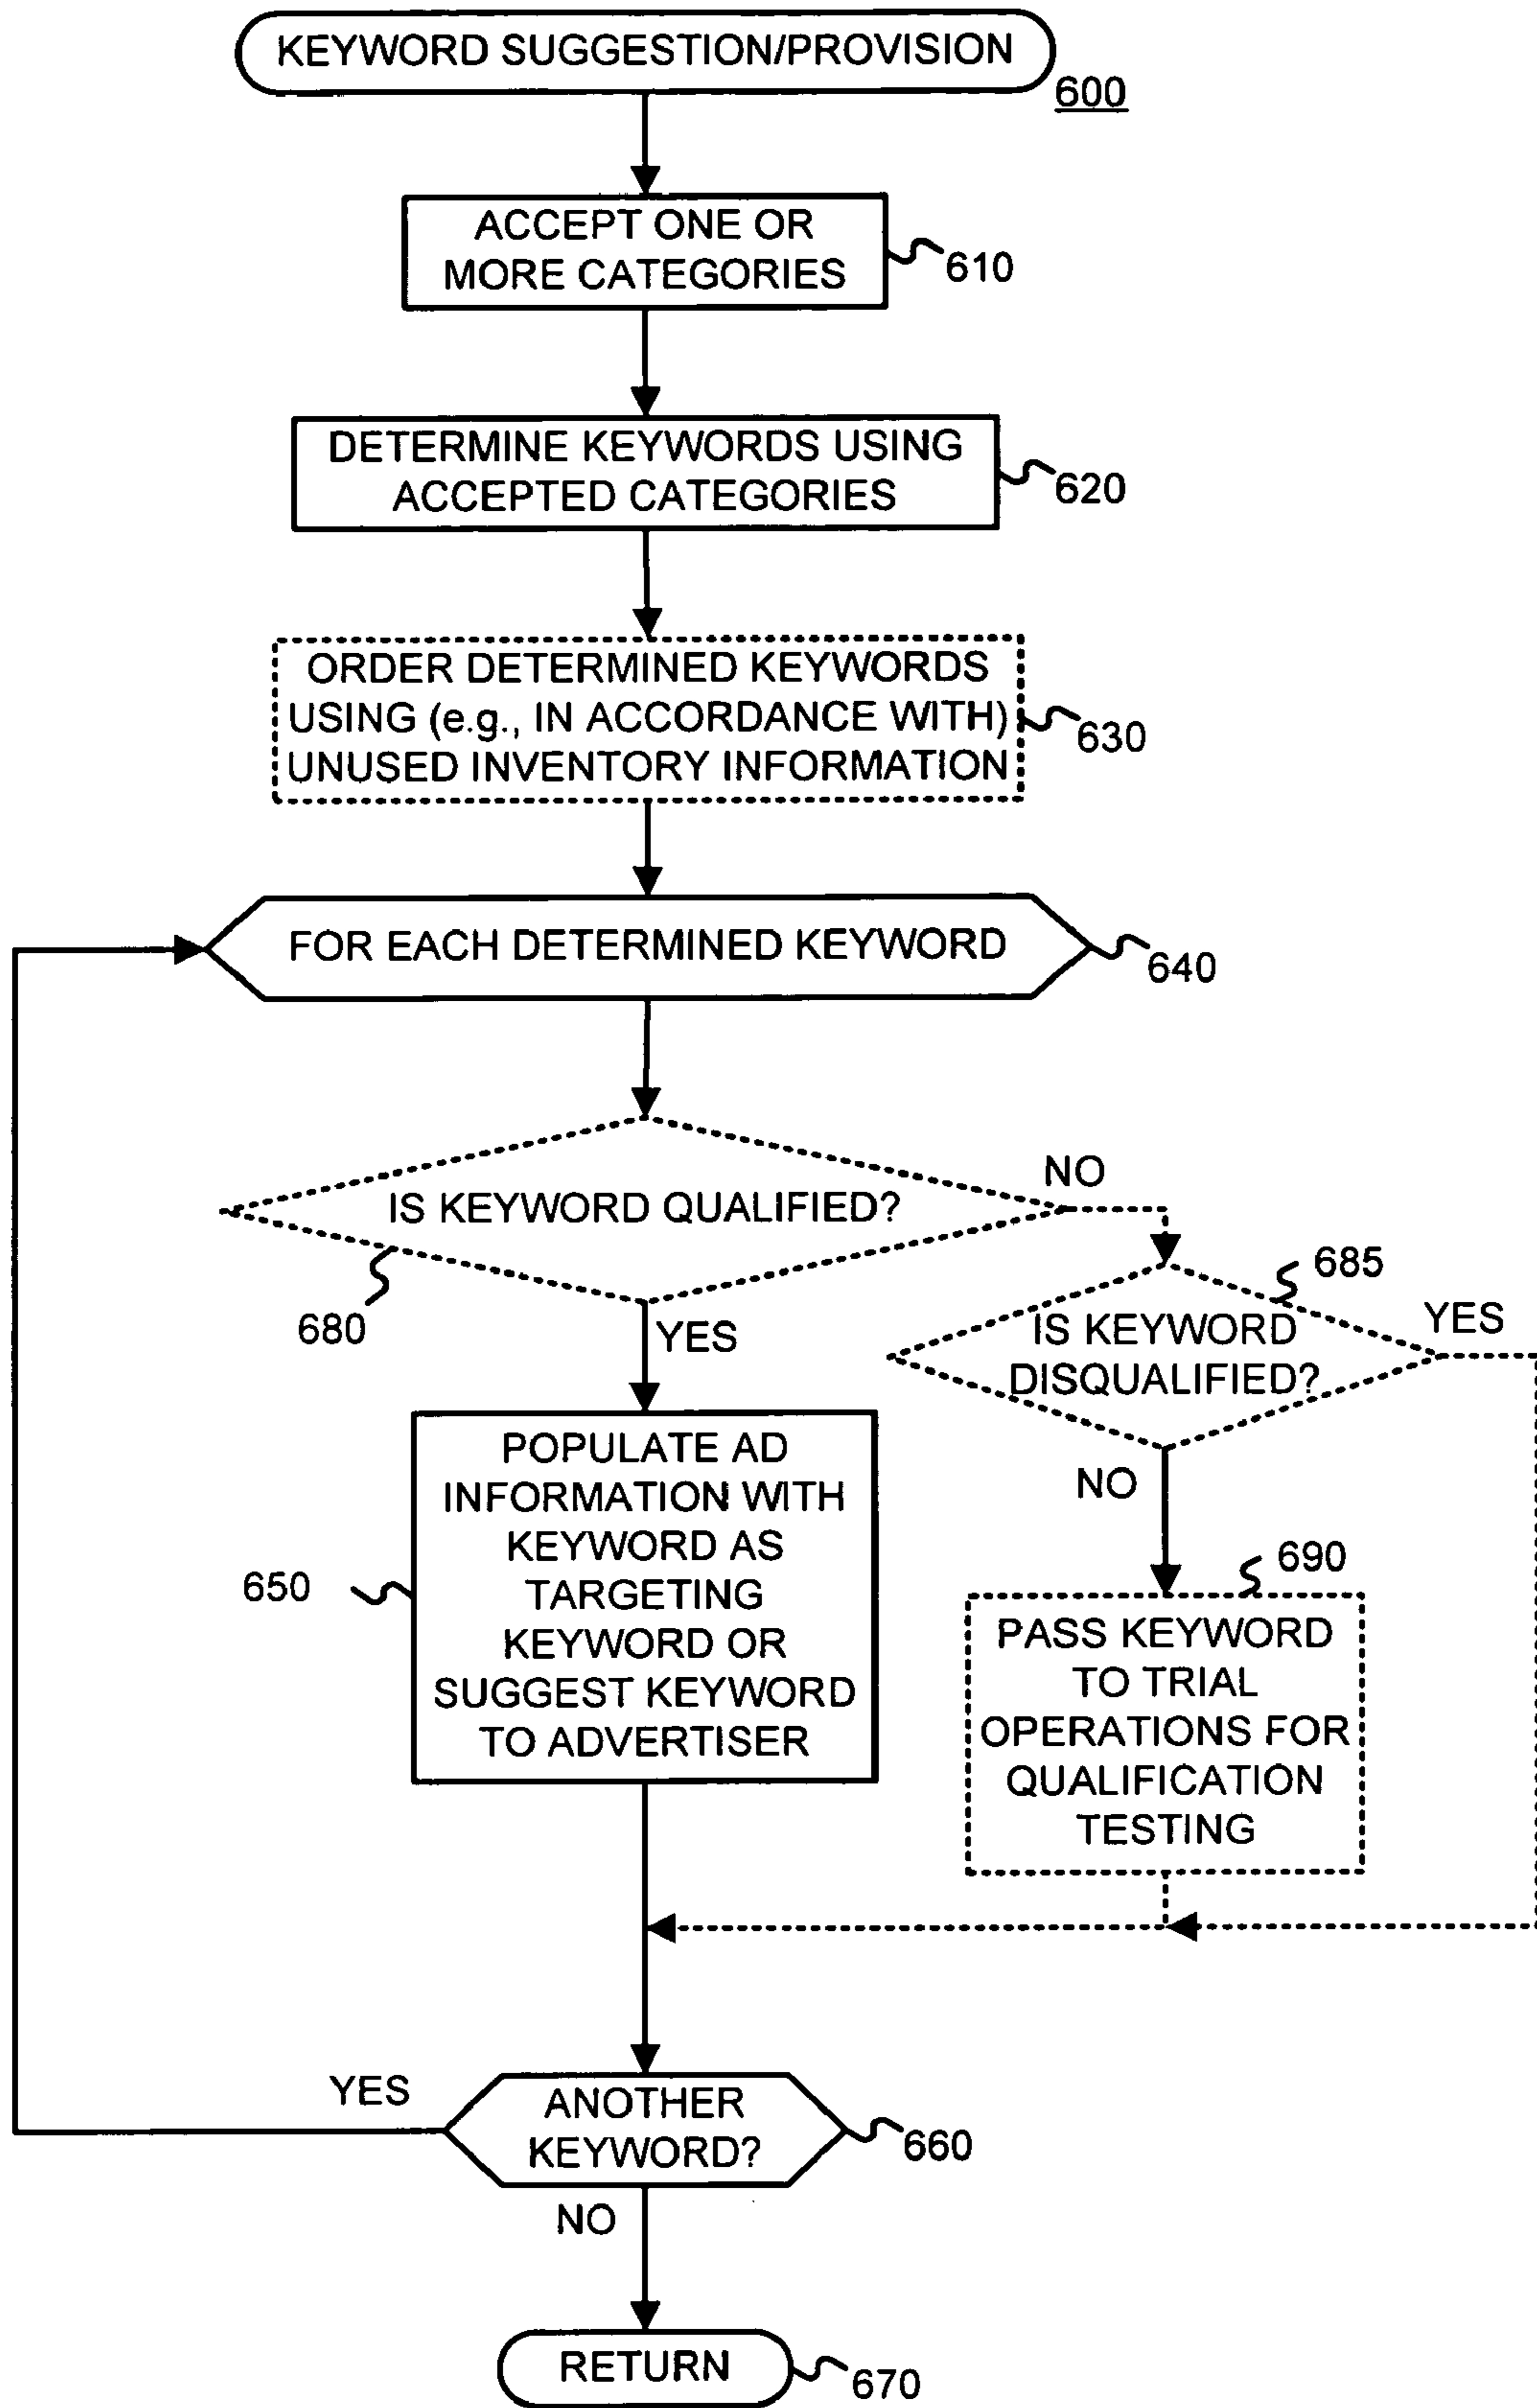 KEYWORD SUGGESTION/PROVISION
600
ACCEPT ONE OR
MORE CATEGORIES
610
DETERMINE KEYWORDS USING
ACCEPTED CATEGORIES
620
ORDER DETERMINED KEYWORDS
USING (e.g., IN ACCORDANCE WITH)
UNUSED INVENTORY INFORMATION
630
FOR EACH DETERMINED KEYWORD
640
IS KEYWORD QUALIFIED?
NO
680
YES
685
IS KEYWORD
DISQUALIFIED?
YES
NO
POPULATE AD
INFORMATION WITH
KEYWORD AS
TARGETING
KEYWORD OR
SUGGEST KEYWORD
TO ADVERTISER
650
690
PASS KEYWORD
TO TRIAL
OPERATIONS FOR
QUALIFICATION
TESTING
YES
ANOTHER
KEYWORD?
660
NO
RETURN
670